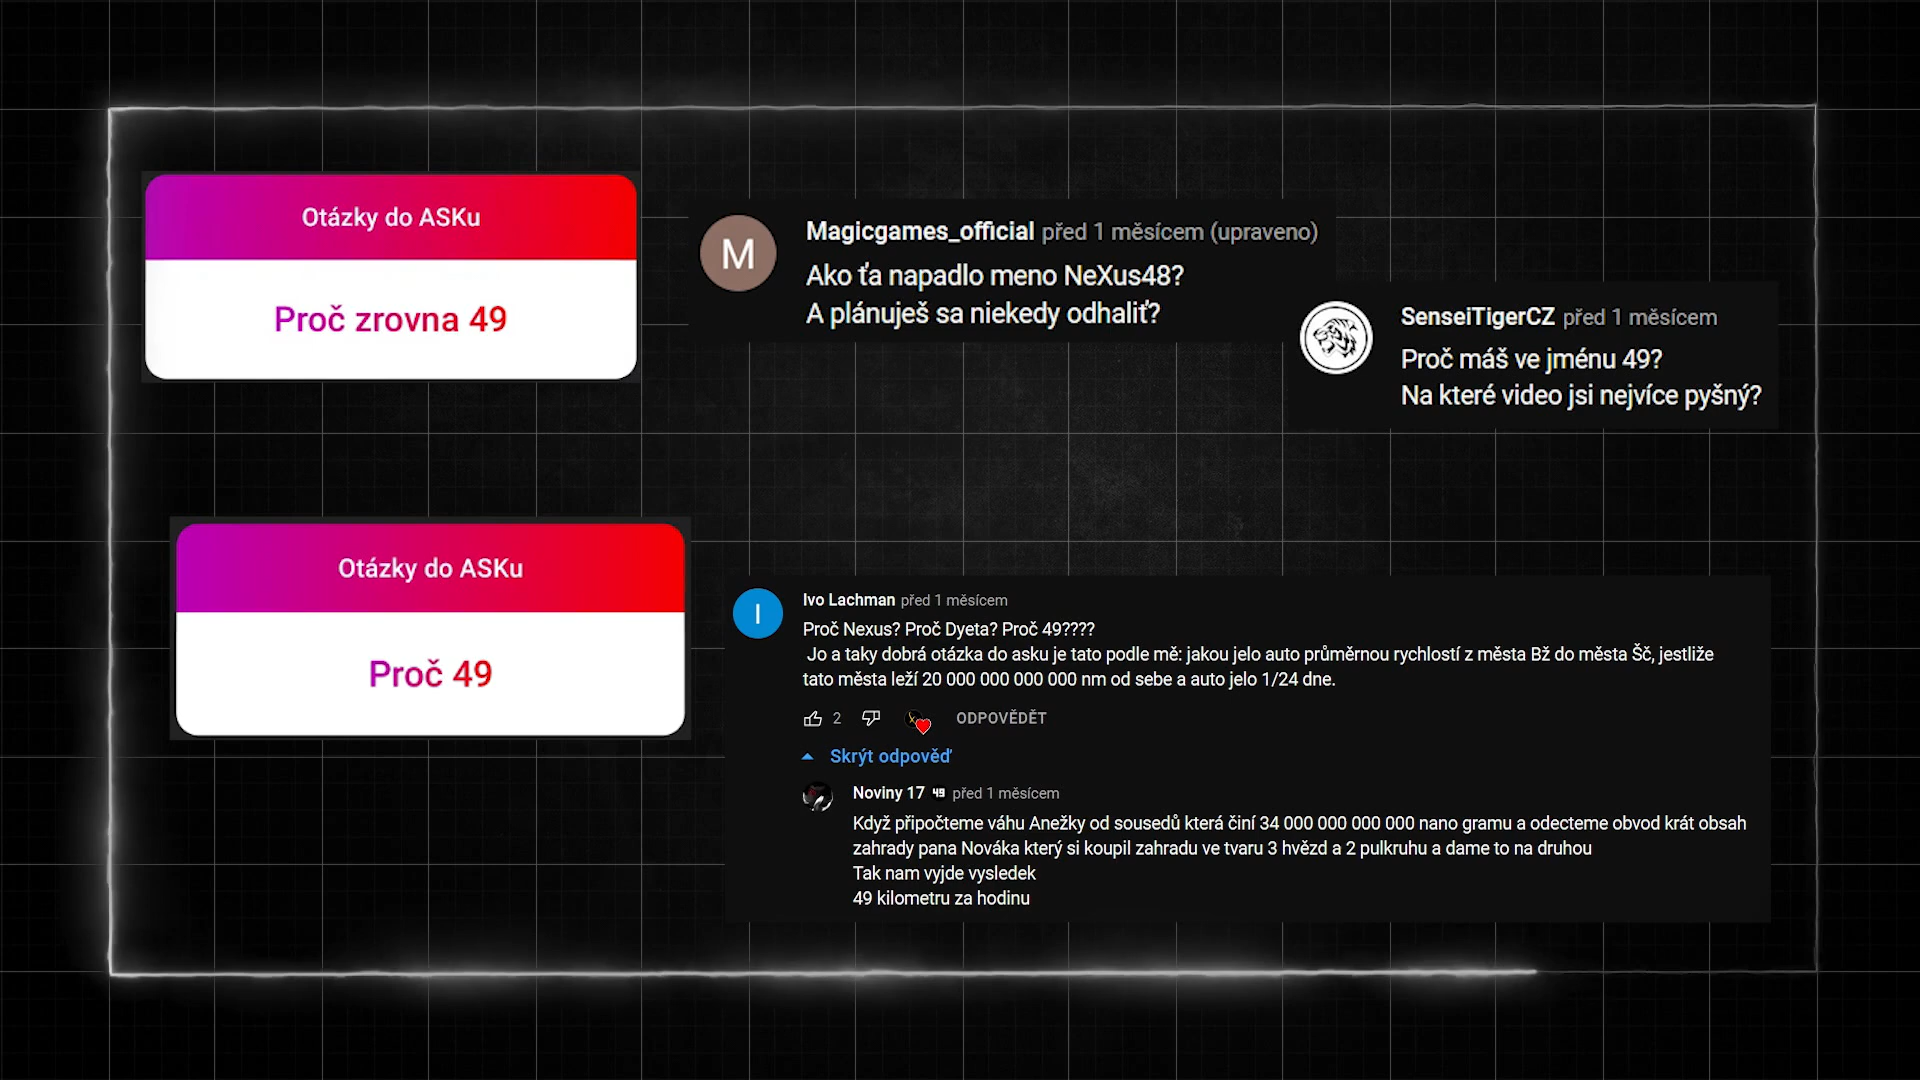 Otázky do ASKu
Proč zrovna 49
M
Magicgames_official před 1 měsícem (upraveno)
Ako ťa napadlo meno NeXus48?
A plánuješ sa niekedy odhaliť?
SenseiTigerCZ před 1 měsícem
Proč máš ve jménu 49?
Na které video jsi nejvíce pyšný?
Otázky do ASKu
Proč 49
I
Ivo Lachman před 1 měsícem
Proč Nexus? Proč Dyeta? Proč 49????
Jo a taky dobrá otázka do asku je tato podle mě: jakou jelo auto průměrnou rychlostí z města Bž do města Šč, jestliže
tato města leží 20 000 000 000 000 nm od sebe a auto jelo 1/24 dne.
2 ODPOVĚDĚT
Skrýt odpověď
Noviny 17 49 před 1 měsícem
Když připočteme váhu Anežky od sousedů která činí 34 000 000 000 000 nano gramu a odecteme obvod krát obsah
zahrady pana Nováka který si koupil zahradu ve tvaru 3 hvězd a 2 pulkruhu a dame to na druhou
Tak nam vyjde vysledek
49 kilometru za hodinu